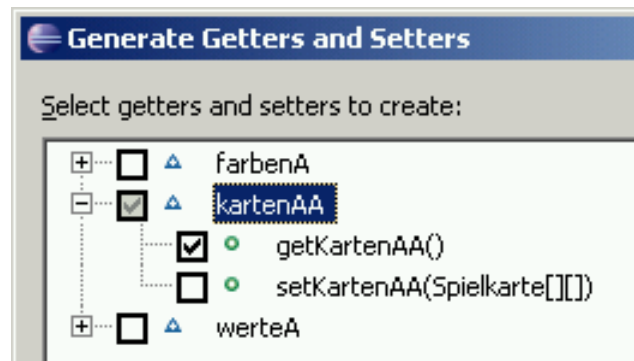 Generate Getters and Setters
Select getters and setters to create:
farbenA
kartenAA
getKartenAA()
setKartenAA(Spielkarte[][])
werteA